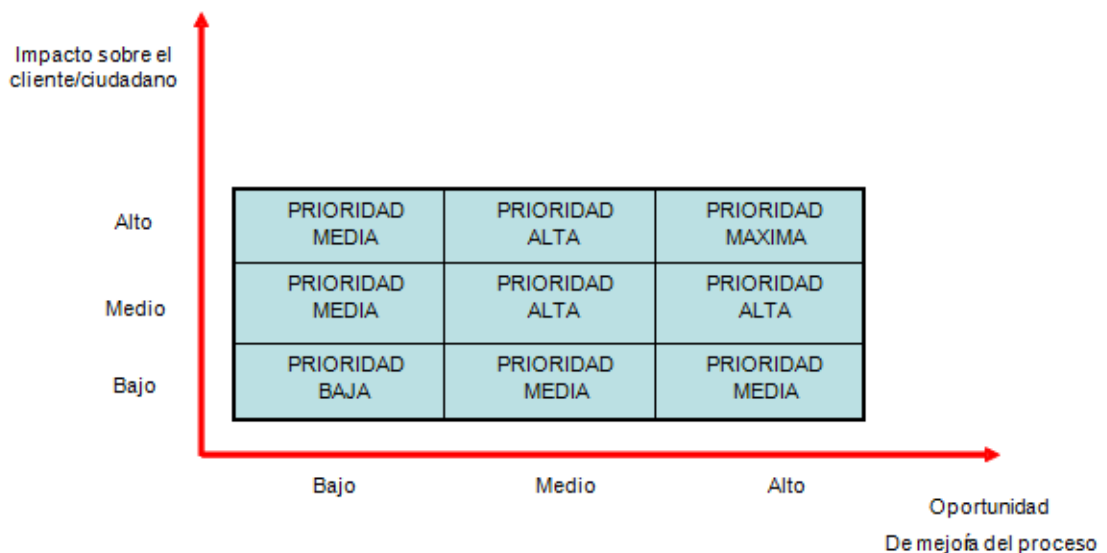 Impacto sobre el
cliente/ciudadano
Alto
PRIORIDAD
MEDIA
PRIORIDAD
ALTA
PRIORIDAD
MAXIMA
Medio
PRIORIDAD
MEDIA
PRIORIDAD
ALTA
PRIORIDAD
ALTA
Bajo
PRIORIDAD
BAJA
PRIORIDAD
MEDIA
PRIORIDAD
MEDIA
Bajo
Medio
Alto
Oportunidad
De mejoría del proceso